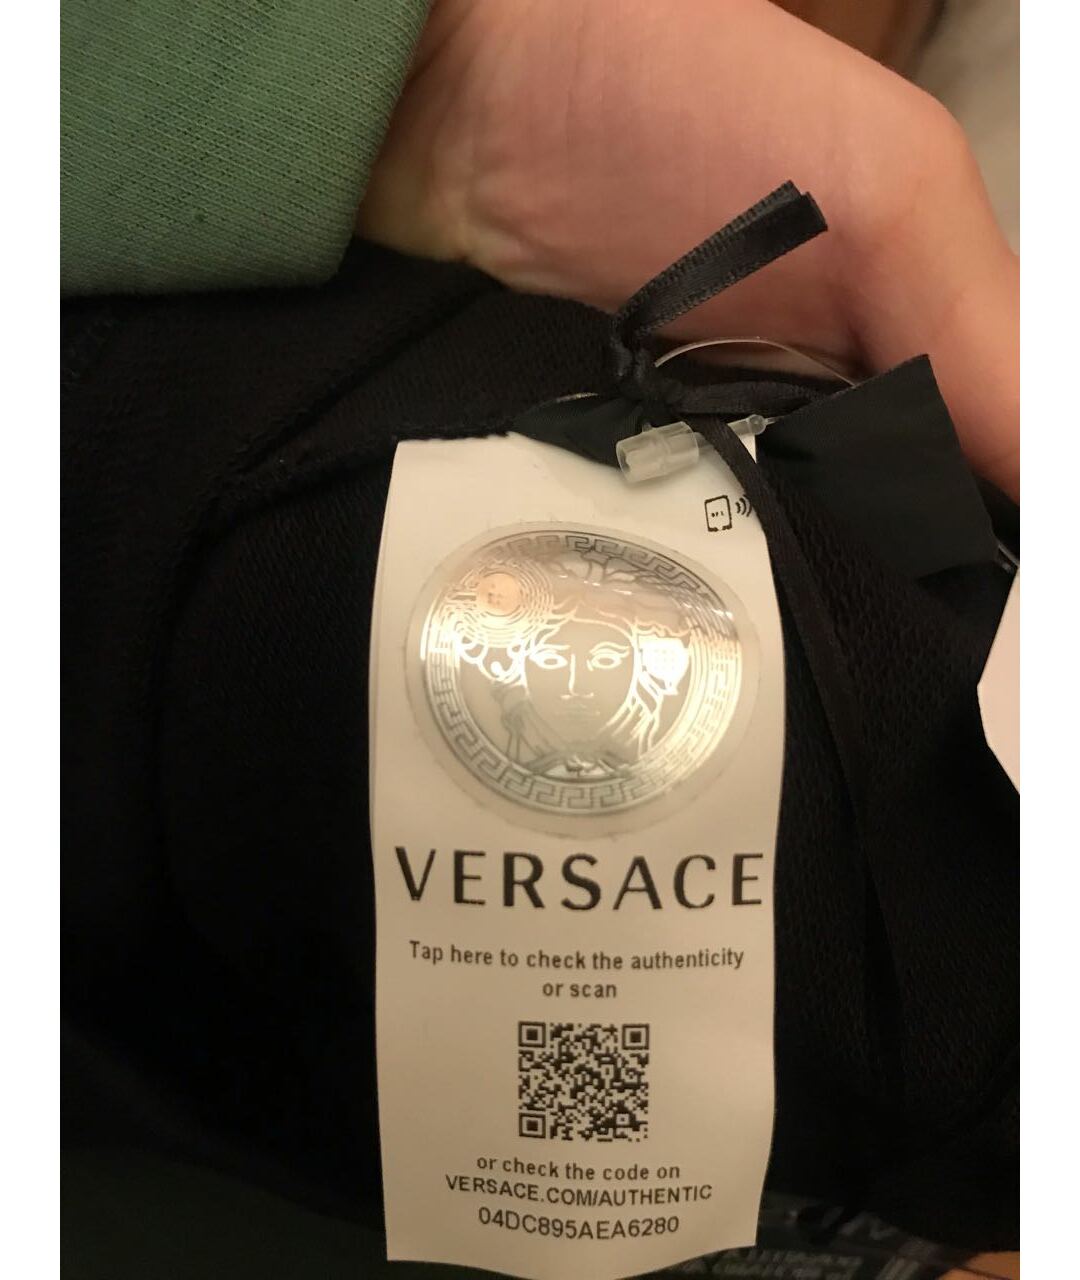 VERSACE
Tap here to check the authenticity
or scan
or check the code on
VERSACE.COM/AUTHENTIC
04DC895AEA6280